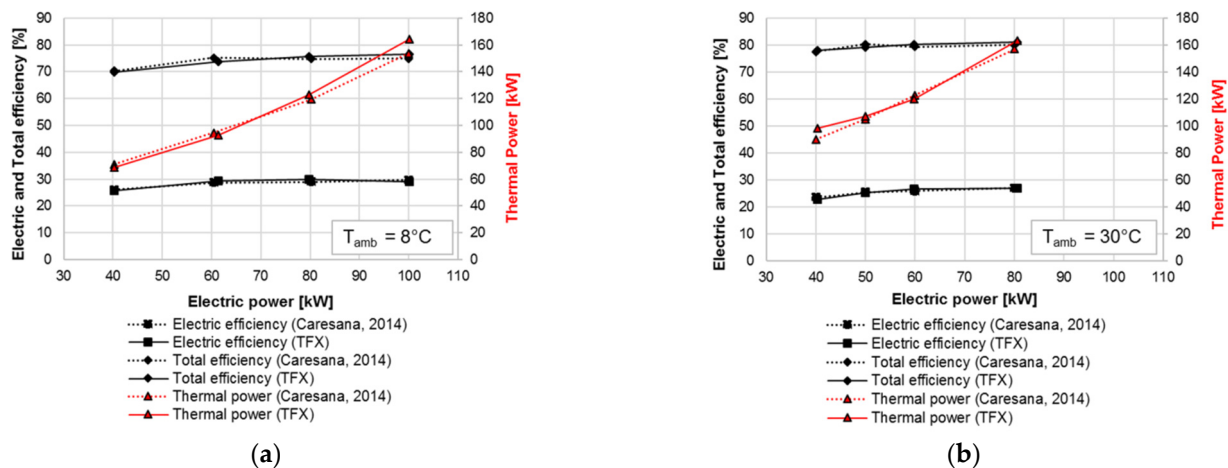 90
80
70
60
50
40
30
20
10
0
Electric and Total efficiency [%]
180
160
140
120
100
80
60
40
20
0
Thermal Power [kW]
T_amb = 8°C
30 40 50 60 70 80 90 100 110
Electric power [kW]
Electric efficiency (Caresana, 2014)
Electric efficiency (TFX)
Total efficiency (Caresana, 2014)
Total efficiency (TFX)
Thermal power (Caresana, 2014)
Thermal power (TFX)
(a)
90
80
70
60
50
40
30
20
10
0
Electric and Total efficiency [%]
180
160
140
120
100
80
60
40
20
0
Thermal Power [kW]
T_amb = 30°C
30 40 50 60 70 80 90 100 110
Electric power [kW]
Electric efficiency (Caresana, 2014)
Electric efficiency (TFX)
Total efficiency (Caresana, 2014)
Total efficiency (TFX)
Thermal power (Caresana, 2014)
Thermal power (TFX)
(b)